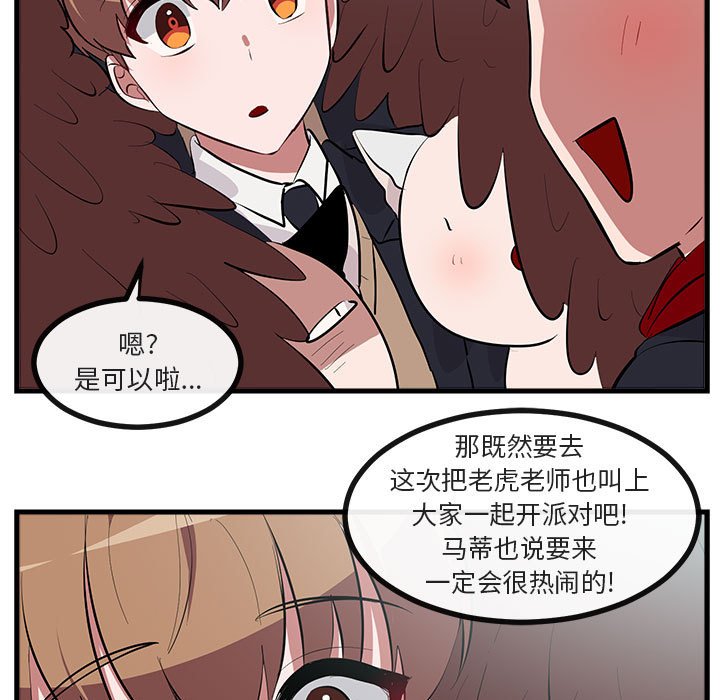 嗯?
是可以啦...
那既然要去
这次把老虎老师也叫上
大家一起开派对吧!
马蒂也说要来
一定会很热闹的!